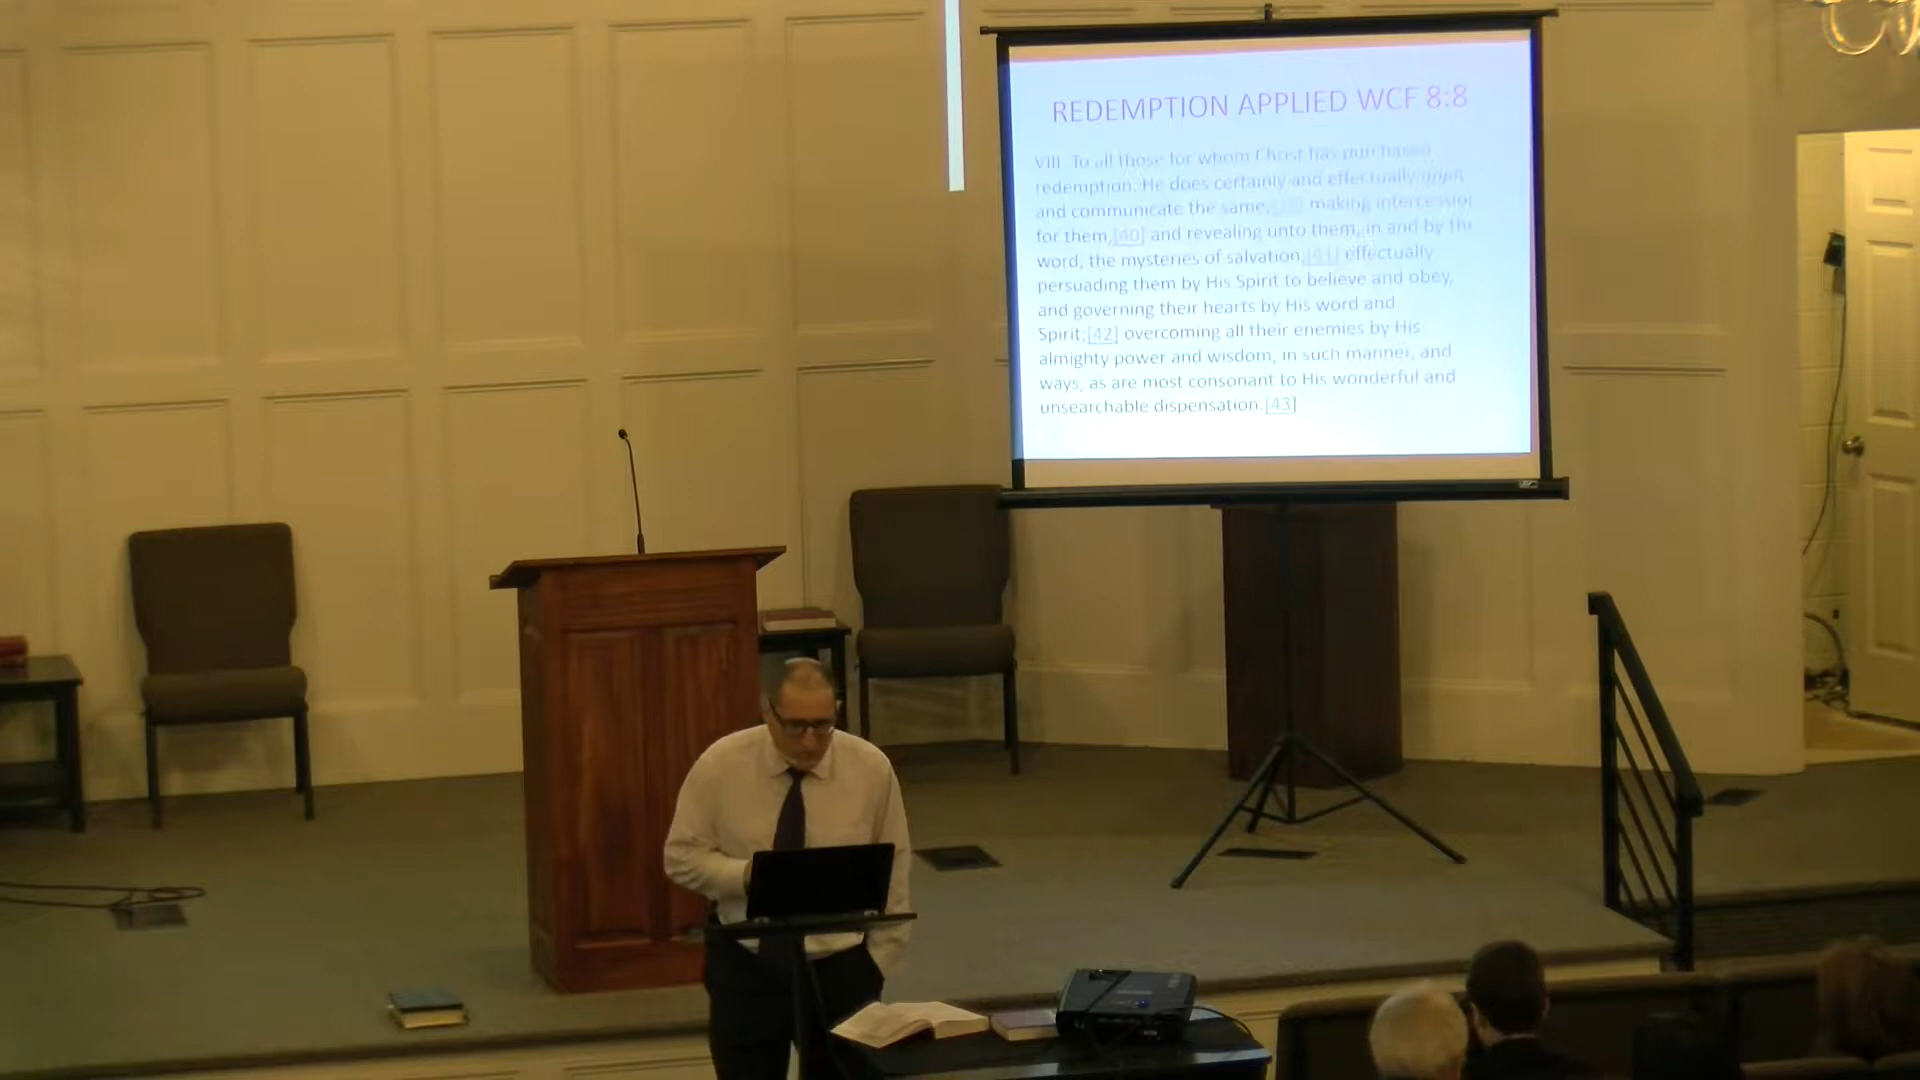 REDEMPTION APPLIED WCF 8:8
VIII. To all those for whom Christ has purchased
redemption, He does certainly and effectually apply
and communicate the same, making intercession
for them,[40] and revealing unto them, in and by the
word, the mysteries of salvation,[41] effectually
persuading them by His Spirit to believe and obey,
and governing their hearts by His word and
Spirit;[42] overcoming all their enemies by His
almighty power and wisdom, in such manner, and
ways, as are most consonant to His wonderful and
unsearchable dispensation.[43]